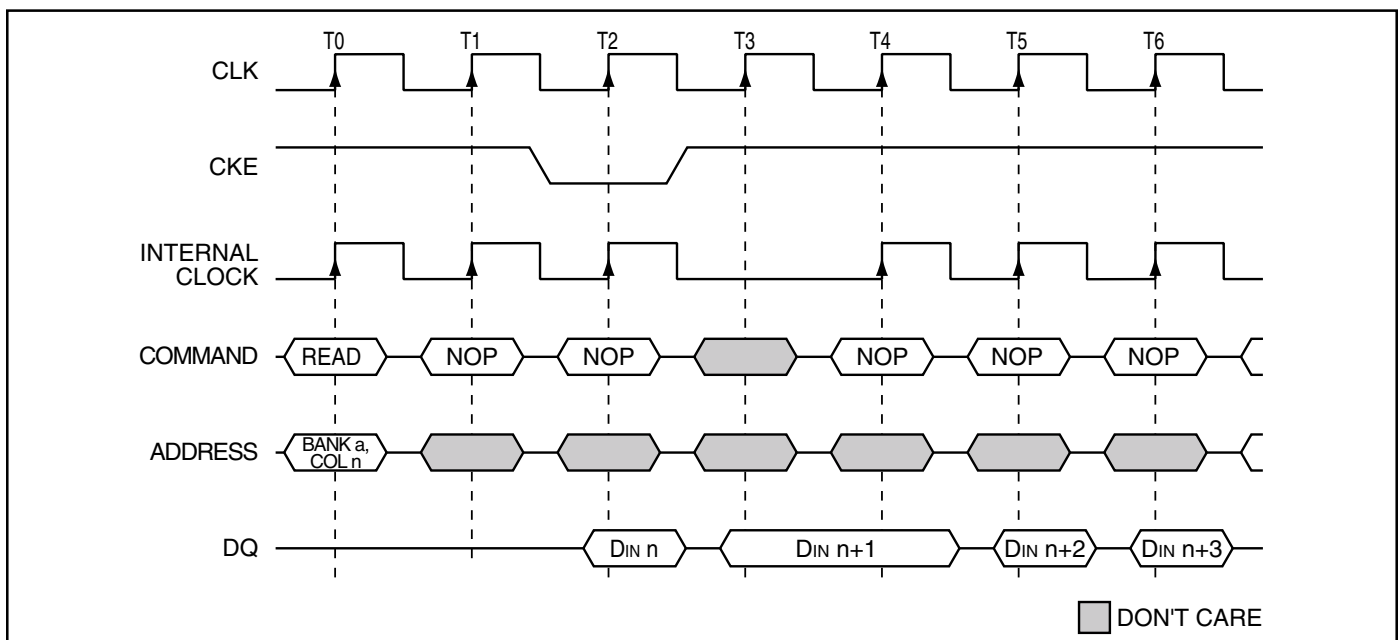 T0 T1 T2 T3 T4 T5 T6
CLK
CKE
INTERNAL
CLOCK
COMMAND READ NOP NOP NOP NOP NOP
ADDRESS BANK a,
COL n
DQ DIN n DIN n+1 DIN n+2 DIN n+3
DON'T CARE